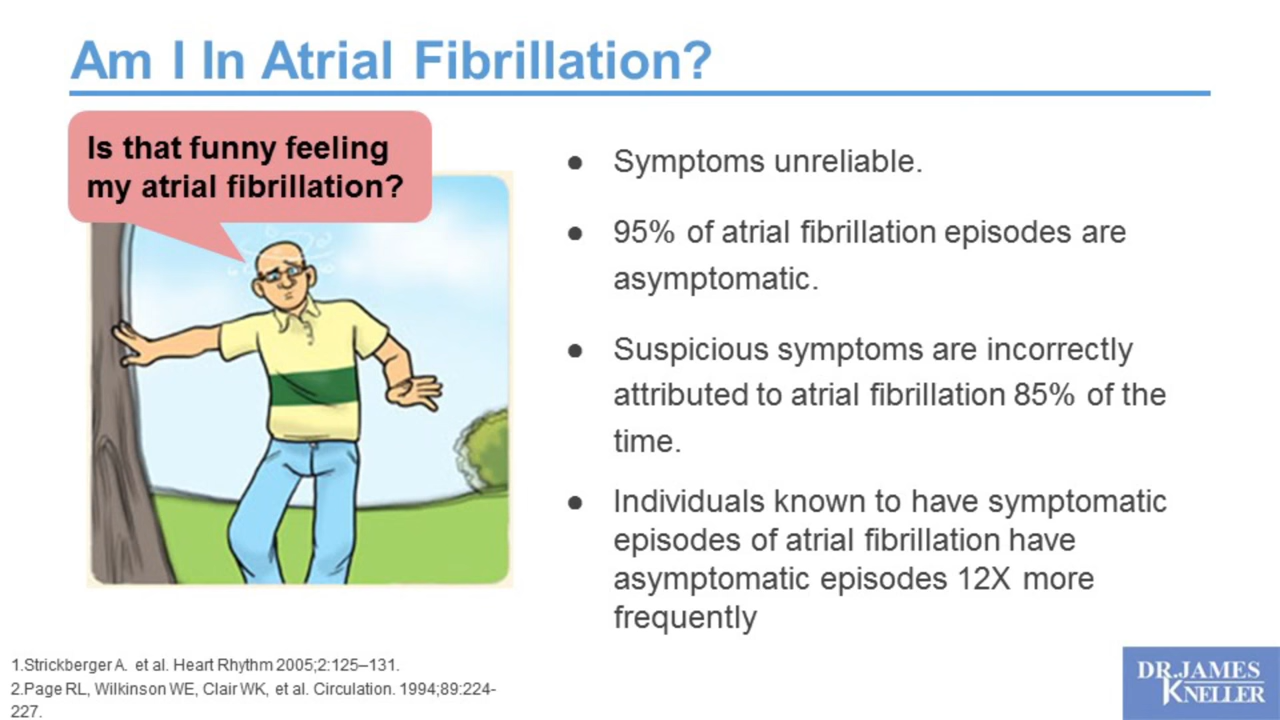 Am I In Atrial Fibrillation?
Is that funny feeling
my atrial fibrillation?
● Symptoms unreliable.
● 95% of atrial fibrillation episodes are
asymptomatic.
● Suspicious symptoms are incorrectly
attributed to atrial fibrillation 85% of the
time.
● Individuals known to have symptomatic
episodes of atrial fibrillation have
asymptomatic episodes 12X more
frequently
1.Strickberger A. et al. Heart Rhythm 2005;2:125–131.
2.Page RL, Wilkinson WE, Clair WK, et al. Circulation. 1994;89:224-
227.
DR.JAMES
KNELLER